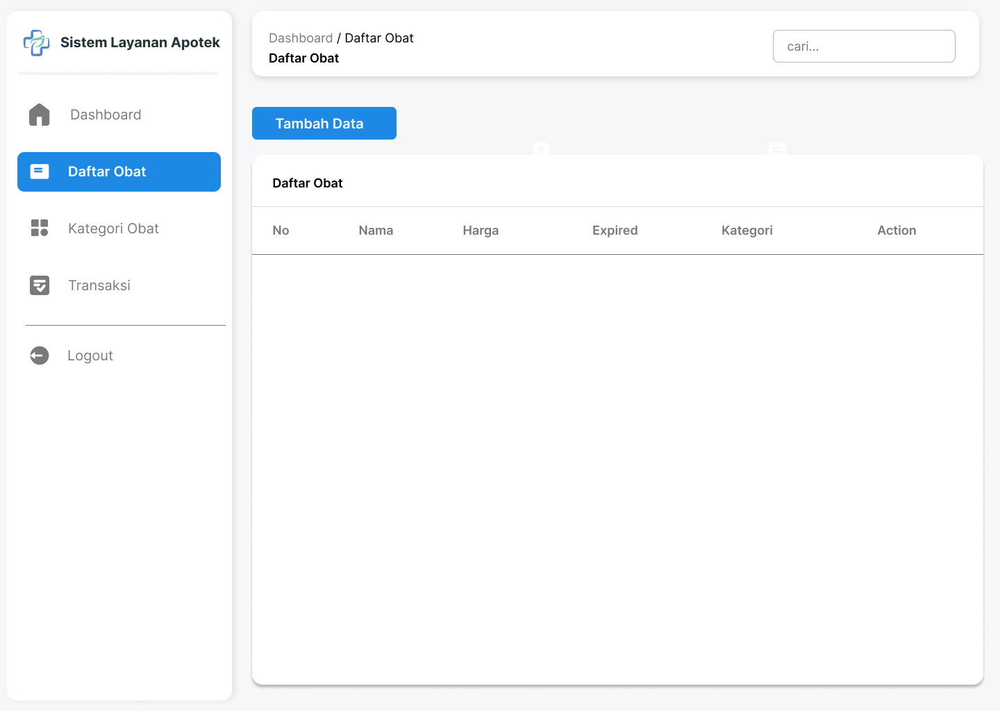 Sistem Layanan Apotek
Dashboard
Daftar Obat
Kategori Obat
Transaksi
Logout
Dashboard / Daftar Obat
Daftar Obat
cari...
Tambah Data
Daftar Obat
No Nama Harga Expired Kategori Action